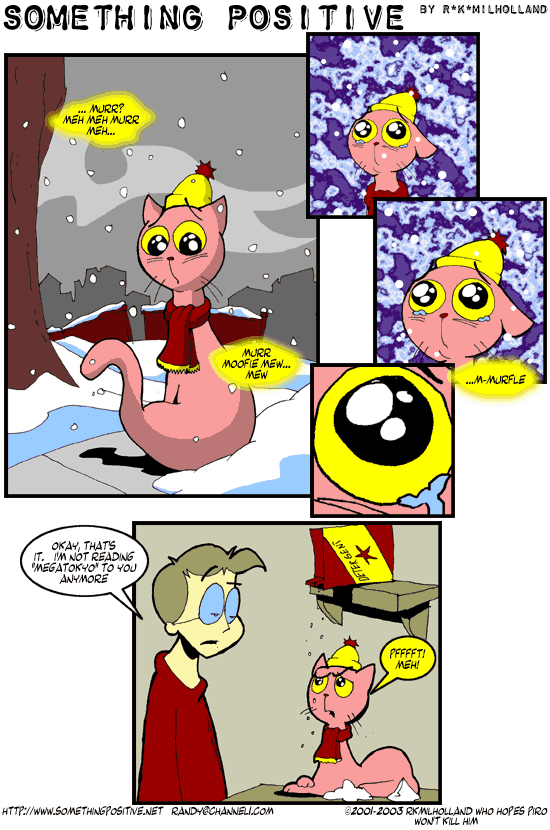 SOMETHING POSITIVE BY R*K*MILHOLLAND
... MURR?
MEH MEH MURR
MEH...
MURR
MOOFIE MEW...
MEW
...M-MURFLE
OKAY, THAT'S
IT. I'M NOT READING
"MEGATOKYO" TO YOU
ANYMORE
DETERGENT
PFFFFT!
MEH!
HTTP://WWW.SOMETHINGPOSITIVE.NET RANDY@CHANNELI.COM ©2001-2003 RKMILHOLLAND WHO HOPES PIRO
WON'T KILL HIM